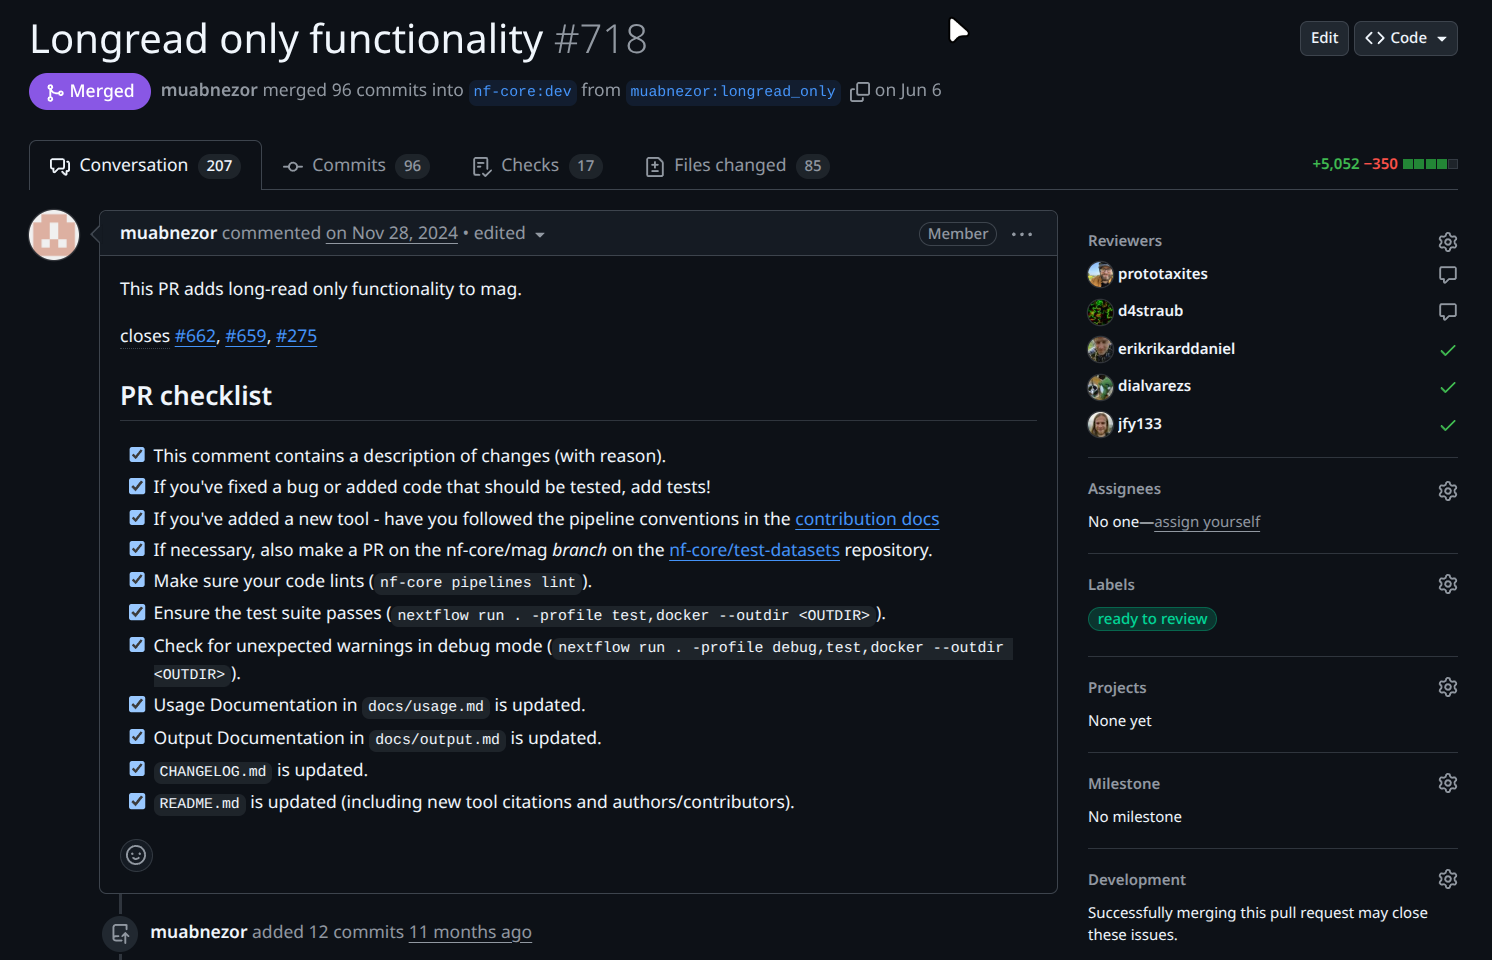 Longread only functionality #718
Edit
Code
Merged
muabnezor merged 96 commits into nf-core:dev from muabnezor:longread_only on Jun 6
Conversation 207
Commits 96
Checks 17
Files changed 85
+5,052 −350
muabnezor commented on Nov 28, 2024 • edited
Member
This PR adds long-read only functionality to mag.
closes #662, #659, #275
PR checklist
This comment contains a description of changes (with reason).
If you've fixed a bug or added code that should be tested, add tests!
If you've added a new tool - have you followed the pipeline conventions in the contribution docs
If necessary, also make a PR on the nf-core/mag branch on the nf-core/test-datasets repository.
Make sure your code lints (nf-core pipelines lint).
Ensure the test suite passes (nextflow run . -profile test,docker --outdir <OUTDIR>).
Check for unexpected warnings in debug mode (nextflow run . -profile debug,test,docker --outdir
<OUTDIR>).
Usage Documentation in docs/usage.md is updated.
Output Documentation in docs/output.md is updated.
CHANGELOG.md is updated.
README.md is updated (including new tool citations and authors/contributors).
muabnezor added 12 commits 11 months ago
Reviewers
prototaxites
d4straub
erikrikarddaniel
dialvarezs
jfy133
Assignees
No one—assign yourself
Labels
ready to review
Projects
None yet
Milestone
No milestone
Development
Successfully merging this pull request may close
these issues.